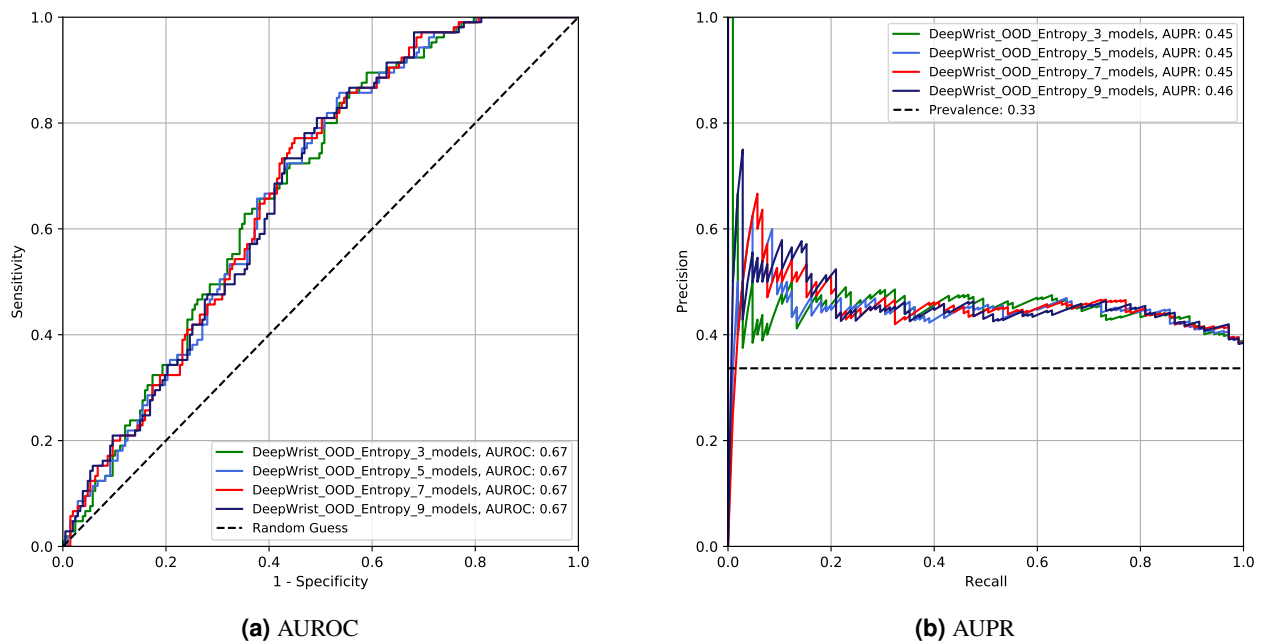 1.0
0.8
0.6
0.4
0.2
0.0
Sensitivity
DeepWrist_OOD_Entropy_3_models, AUROC: 0.67
DeepWrist_OOD_Entropy_5_models, AUROC: 0.67
DeepWrist_OOD_Entropy_7_models, AUROC: 0.67
DeepWrist_OOD_Entropy_9_models, AUROC: 0.67
Random Guess
0.0 0.2 0.4 0.6 0.8 1.0
1 - Specificity
(a) AUROC
1.0
0.8
0.6
0.4
0.2
0.0
Precision
DeepWrist_OOD_Entropy_3_models, AUPR: 0.45
DeepWrist_OOD_Entropy_5_models, AUPR: 0.45
DeepWrist_OOD_Entropy_7_models, AUPR: 0.45
DeepWrist_OOD_Entropy_9_models, AUPR: 0.46
Prevalence: 0.33
0.0 0.2 0.4 0.6 0.8 1.0
Recall
(b) AUPR